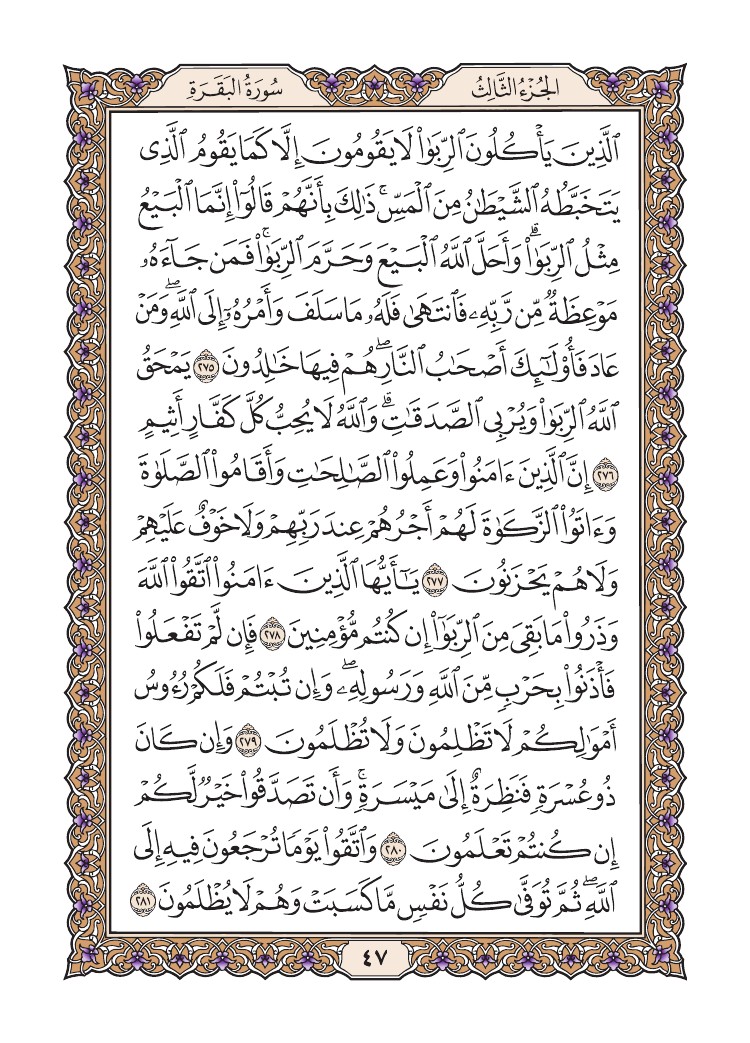 الجُزْءُ الثَّالِثُ
سُورَةُ البَقَرَةِ
ٱلَّذِينَ يَأْكُلُونَ ٱلرِّبَوٰا۟ لَا يَقُومُونَ إِلَّا كَمَا يَقُومُ ٱلَّذِى
يَتَخَبَّطُهُ ٱلشَّيْطَٰنُ مِنَ ٱلْمَسِّ ۚ ذَٰلِكَ بِأَنَّهُمْ قَالُوٓا۟ إِنَّمَا ٱلْبَيْعُ
مِثْلُ ٱلرِّبَوٰا۟ ۗ وَأَحَلَّ ٱللَّهُ ٱلْبَيْعَ وَحَرَّمَ ٱلرِّبَوٰا۟ ۚ فَمَن جَآءَهُۥ
مَوْعِظَةٌ مِّن رَّبِّهِۦ فَٱنتَهَىٰ فَلَهُۥ مَا سَلَفَ وَأَمْرُهُۥٓ إِلَى ٱللَّهِ ۖ وَمَنْ
عَادَ فَأُو۟لَٰٓئِكَ أَصْحَٰبُ ٱلنَّارِ ۖ هُمْ فِيهَا خَٰلِدُونَ ٢٧٥ يَمْحَقُ
ٱللَّهُ ٱلرِّبَوٰا۟ وَيُرْبِى ٱلصَّدَقَٰتِ ۗ وَٱللَّهُ لَا يُحِبُّ كُلَّ كَفَّارٍ أَثِيمٍ
٢٧٦ إِنَّ ٱلَّذِينَ ءَامَنُوا۟ وَعَمِلُوا۟ ٱلصَّٰلِحَٰتِ وَأَقَامُوا۟ ٱلصَّلَوٰةَ
وَءَاتَوُا۟ ٱلزَّكَوٰةَ لَهُمْ أَجْرُهُمْ عِندَ رَبِّهِمْ وَلَا خَوْفٌ عَلَيْهِمْ
وَلَا هُمْ يَحْزَنُونَ ٢٧٧ يَٰٓأَيُّهَا ٱلَّذِينَ ءَامَنُوا۟ ٱتَّقُوا۟ ٱللَّهَ
وَذَرُوا۟ مَا بَقِىَ مِنَ ٱلرِّبَوٰٓا۟ إِن كُنتُم مُّؤْمِنِينَ ٢٧٨ فَإِن لَّمْ تَفْعَلُوا۟
فَأْذَنُوا۟ بِحَرْبٍ مِّنَ ٱللَّهِ وَرَسُولِهِۦ ۖ وَإِن تُبْتُمْ فَلَكُمْ رُءُوسُ
أَمْوَٰلِكُمْ لَا تَظْلِمُونَ وَلَا تُظْلَمُونَ ٢٧٩ وَإِن كَانَ
ذُو عُسْرَةٍ فَنَظِرَةٌ إِلَىٰ مَيْسَرَةٍ ۚ وَأَن تَصَدَّقُوا۟ خَيْرٌ لَّكُمْ
إِن كُنتُمْ تَعْلَمُونَ ٢٨٠ وَٱتَّقُوا۟ يَوْمًا تُرْجَعُونَ فِيهِ إِلَى
ٱللَّهِ ۖ ثُمَّ تُوَفَّىٰ كُلُّ نَفْسٍ مَّا كَسَبَتْ وَهُمْ لَا يُظْلَمُونَ ٢٨١
٤٧